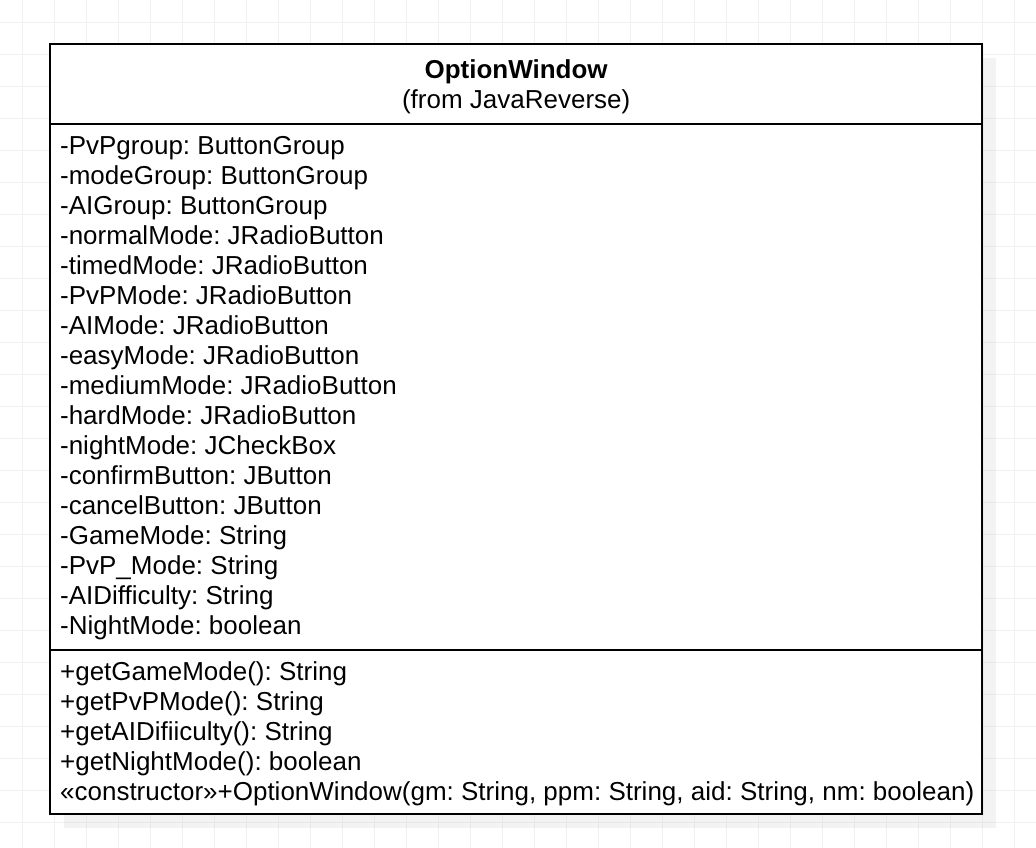 OptionWindow
(from JavaReverse)
-PvPgroup: ButtonGroup
-modeGroup: ButtonGroup
-AIGroup: ButtonGroup
-normalMode: JRadioButton
-timedMode: JRadioButton
-PvPMode: JRadioButton
-AIMode: JRadioButton
-easyMode: JRadioButton
-mediumMode: JRadioButton
-hardMode: JRadioButton
-nightMode: JCheckBox
-confirmButton: JButton
-cancelButton: JButton
-GameMode: String
-PvP_Mode: String
-AIDifficulty: String
-NightMode: boolean
+getGameMode(): String
+getPvPMode(): String
+getAIDifiiculty(): String
+getNightMode(): boolean
«constructor»+OptionWindow(gm: String, ppm: String, aid: String, nm: boolean)